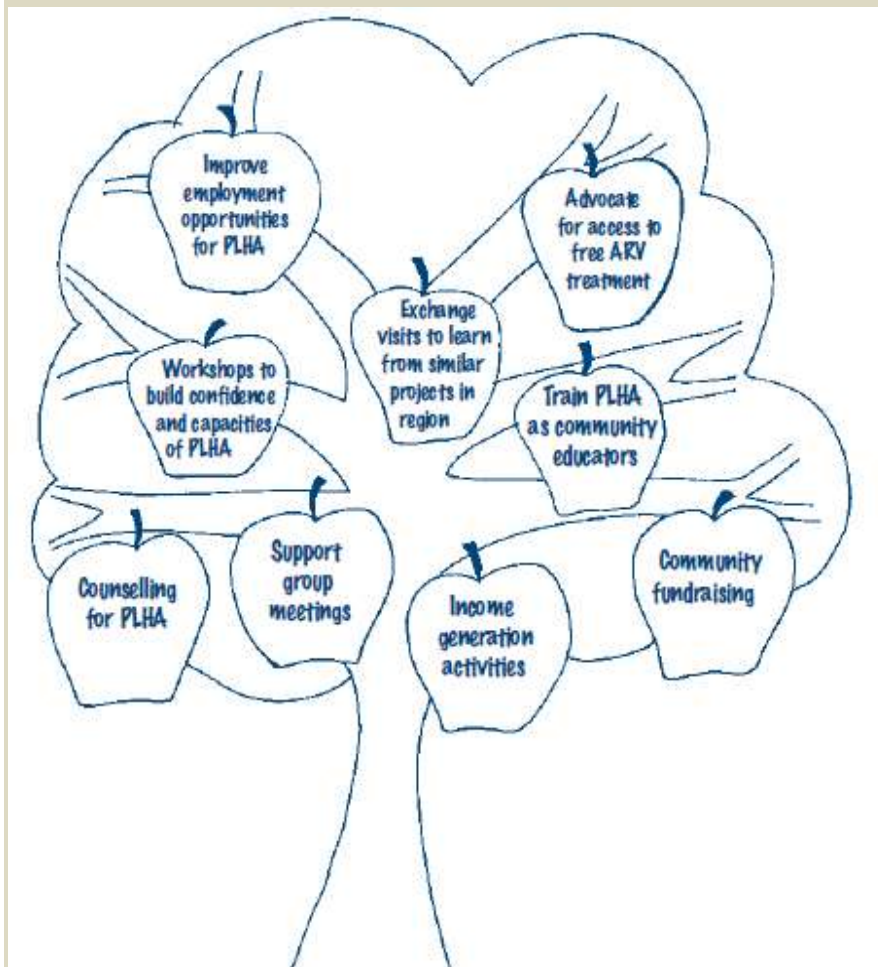 Improve
employment
opportunities
for PLHA
Advocate
for access to
free ARV
treatment
Exchange
visits to learn
from similar
projects in
region
Workshops to
build confidence
and capacities
of PLHA
Train PLHA
as community
educators
Counselling
for PLHA
Support
group
meetings
Income
generation
activities
Community
fundraising